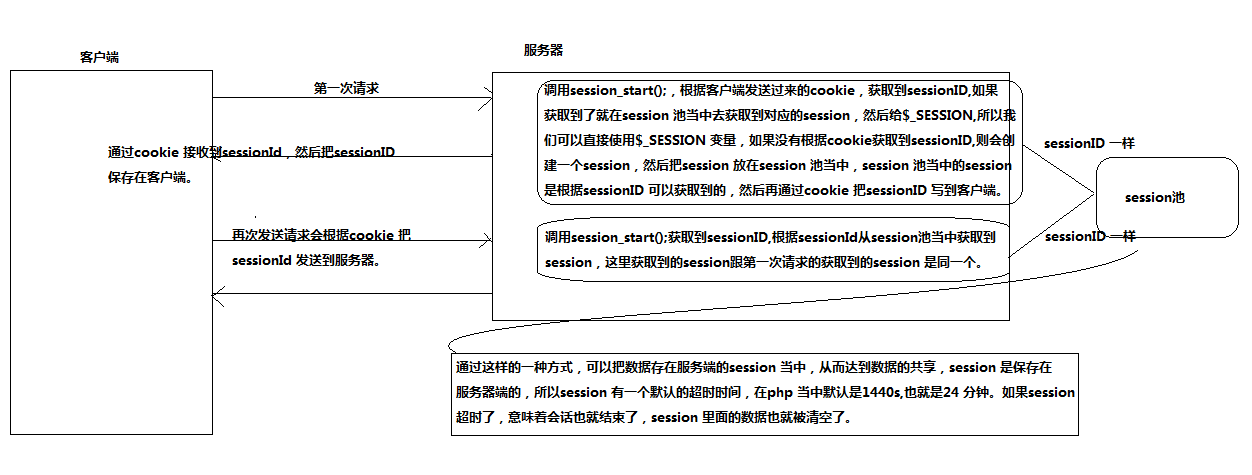 客户端
服务器
第一次请求
调用session_start();，根据客户端发送过来的cookie，获取到sessionID,如果
获取到了就在session 池当中去获取到对应的session，然后给$_SESSION,所以我
们可以直接使用$_SESSION 变量，如果没有根据cookie获取到sessionID,则会创
建一个session，然后把session 放在session 池当中，session 池当中的session
是根据sessionID 可以获取到的，然后再通过cookie 把sessionID 写到客户端。
通过cookie 接收到sessionId，然后把sessionID
保存在客户端。
sessionID 一样
session池
再次发送请求会根据cookie 把
sessionId 发送到服务器。
调用session_start();获取到sessionID,根据sessionId从session池当中获取到
session，这里获取到的session跟第一次请求的获取到的session 是同一个。
sessionID 一样
通过这样的一种方式，可以把数据存在服务端的session 当中，从而达到数据的共享，session 是保存在
服务器端的，所以session 有一个默认的超时时间，在php 当中默认是1440s,也就是24 分钟。如果session
超时了，意味着会话也就结束了，session 里面的数据也就被清空了。